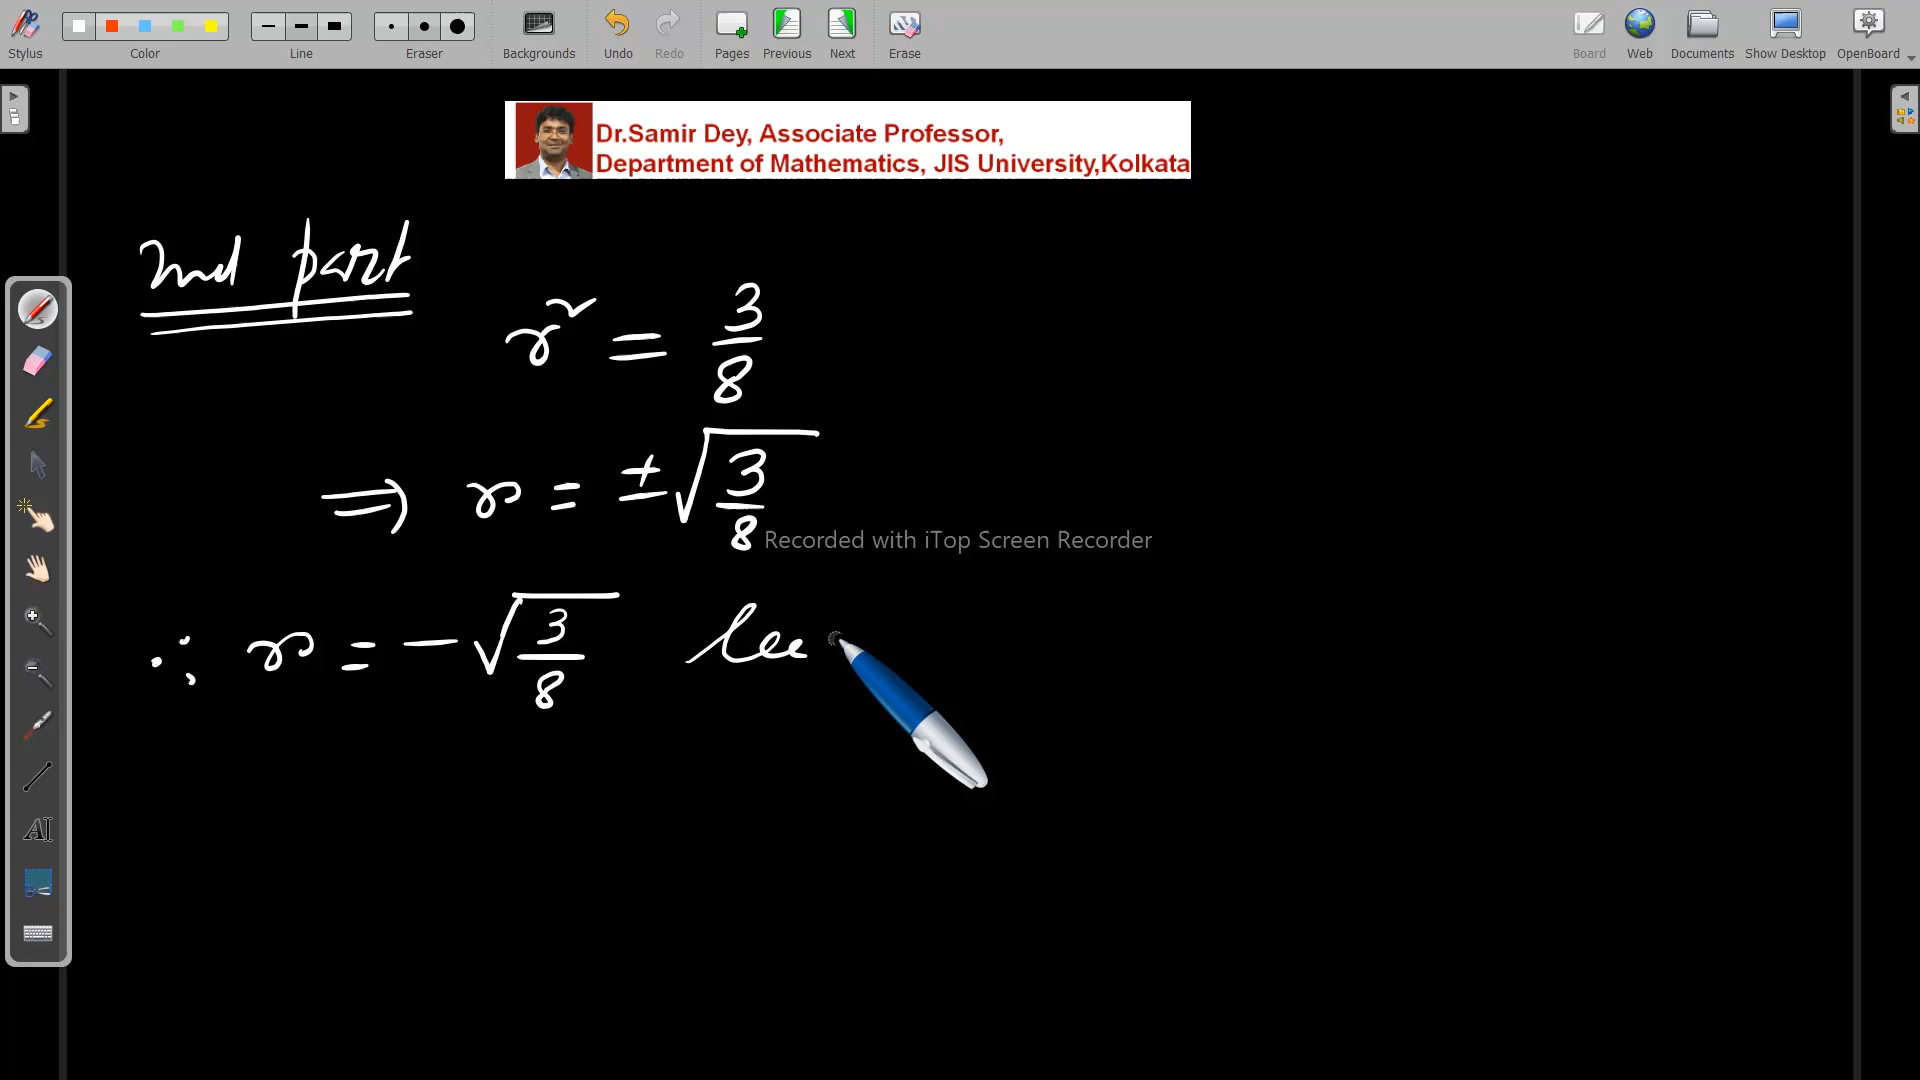 Stylus Color Line Eraser Backgrounds Undo Redo Pages Previous Next Erase Board Web Documents Show Desktop OpenBoard
Dr.Samir Dey, Associate Professor,
Department of Mathematics, JIS University,Kolkata
2nd part
r² = 3/8
⇒ r = ±√(3/8)
Recorded with iTop Screen Recorder
∴ r = -√(3/8)